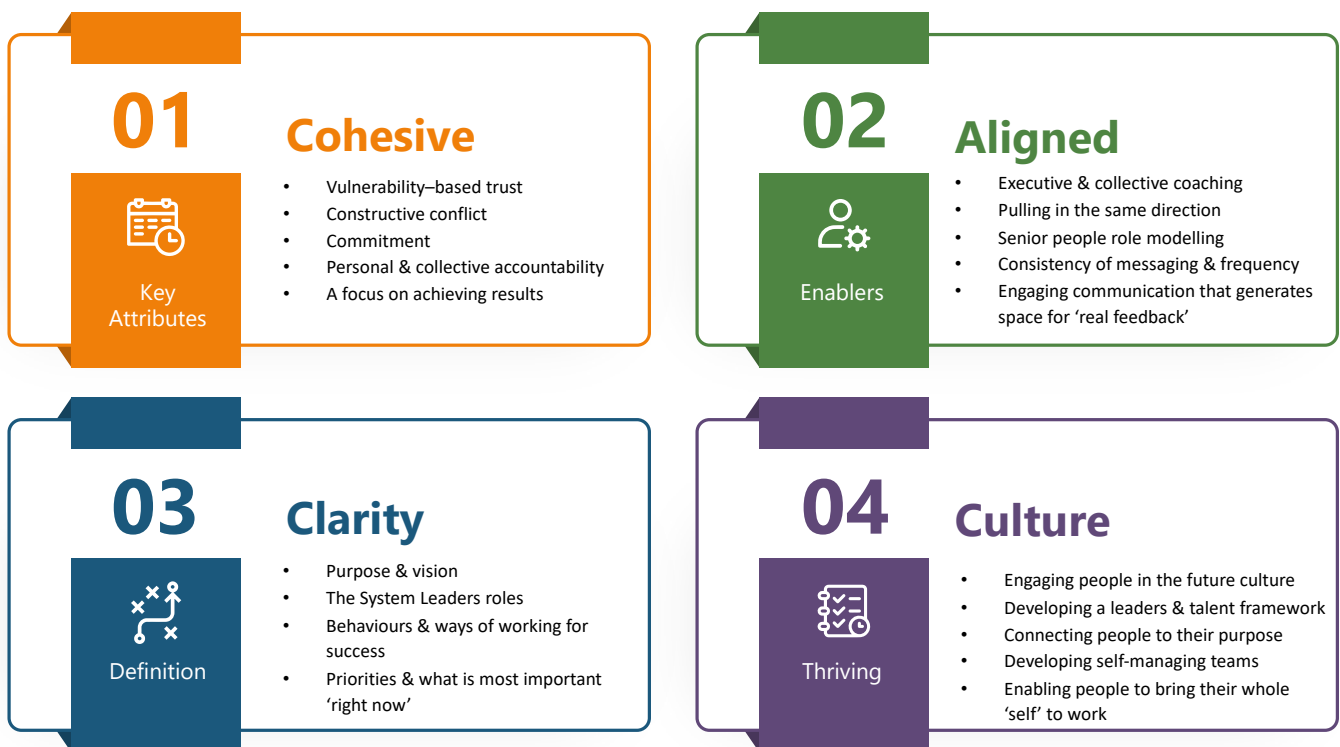 01
Cohesive
Key
Attributes
• Vulnerability–based trust
• Constructive conflict
• Commitment
• Personal & collective accountability
• A focus on achieving results
02
Aligned
Enablers
• Executive & collective coaching
• Pulling in the same direction
• Senior people role modelling
• Consistency of messaging & frequency
• Engaging communication that generates
space for ‘real feedback’
03
Clarity
Definition
• Purpose & vision
• The System Leaders roles
• Behaviours & ways of working for
success
• Priorities & what is most important
‘right now’
04
Culture
Thriving
• Engaging people in the future culture
• Developing a leaders & talent framework
• Connecting people to their purpose
• Developing self-managing teams
• Enabling people to bring their whole
‘self’ to work